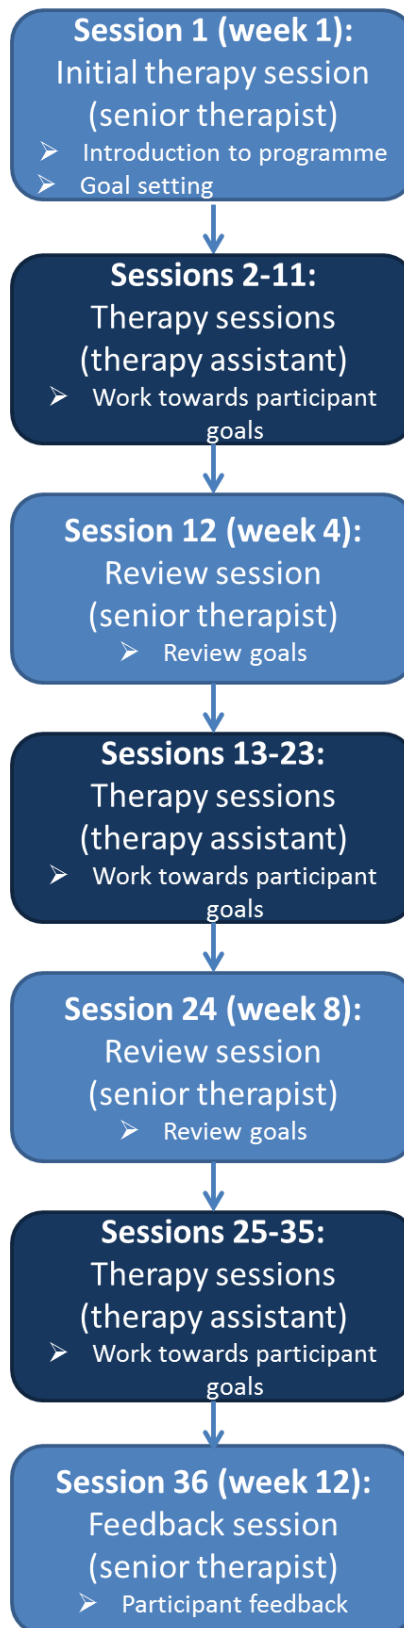 Session 1 (week 1):
Initial therapy session
(senior therapist)
➢ Introduction to programme
➢ Goal setting
Sessions 2-11:
Therapy sessions
(therapy assistant)
➢ Work towards participant
goals
Session 12 (week 4):
Review session
(senior therapist)
➢ Review goals
Sessions 13-23:
Therapy sessions
(therapy assistant)
➢ Work towards participant
goals
Session 24 (week 8):
Review session
(senior therapist)
➢ Review goals
Sessions 25-35:
Therapy sessions
(therapy assistant)
➢ Work towards participant
goals
Session 36 (week 12):
Feedback session
(senior therapist)
➢ Participant feedback